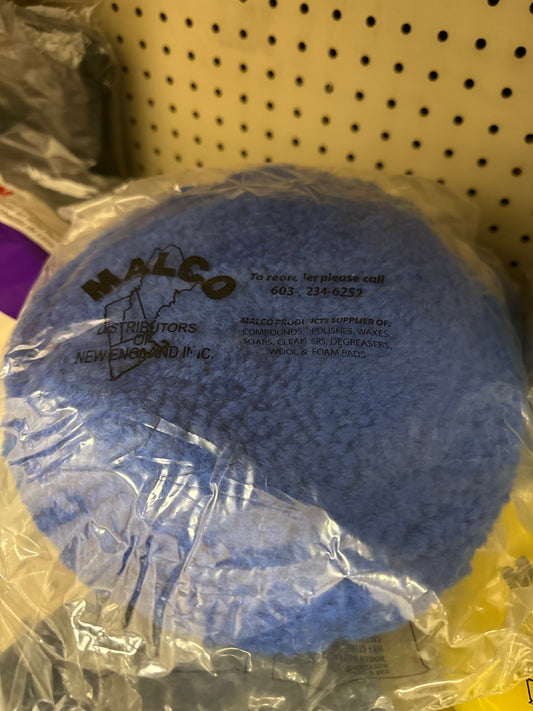 MALCO
DISTRIBUTORS
OF
NEW ENGLAND INC.
To reorder please call
603-234-6252
MALCO PRODUCTS SUPPLIER OF:
COMPOUNDS, POLISHES, WAXES,
SOAPS, CLEANERS, DEGREASERS,
WOOL & FOAM PADS